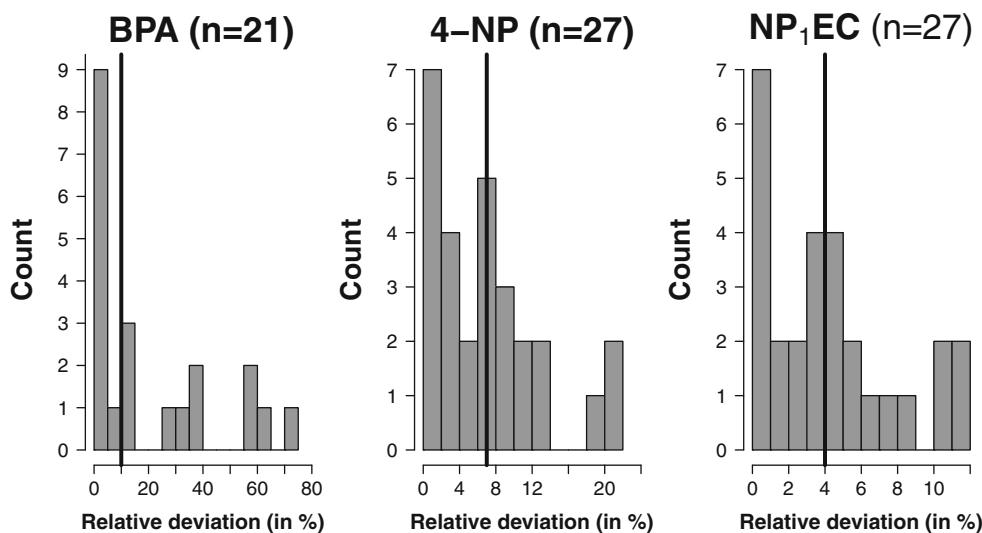 BPA (n=21)
9
8
7
6
5
4
3
2
1
0
Count
0 20 40 60 80
Relative deviation (in %)
4−NP (n=27)
7
6
5
4
3
2
1
0
Count
0 4 8 12 20
Relative deviation (in %)
NP₁EC (n=27)
7
6
5
4
3
2
1
0
Count
0 2 4 6 8 10
Relative deviation (in %)